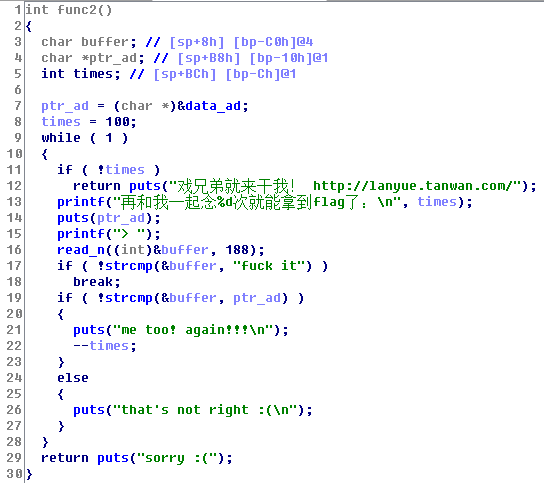 1 int func2()
2 {
3   char buffer; // [sp+8h] [bp-C0h]@4
4   char *ptr_ad; // [sp+B8h] [bp-10h]@1
5   int times; // [sp+BCh] [bp-Ch]@1
6
7   ptr_ad = (char *)&data_ad;
8   times = 100;
9   while ( 1 )
10   {
11     if ( !times )
12       return puts("戏兄弟就来干我! http://lanyue.tanwan.com/");
13     printf("再和我一起念%d次就能拿到flag了：\n", times);
14     puts(ptr_ad);
15     printf("> ");
16     read_n((int)&buffer, 188);
17     if ( !strcmp(&buffer, "fuck it") )
18       break;
19     if ( !strcmp(&buffer, ptr_ad) )
20     {
21       puts("me too! again!!!\n");
22       --times;
23     }
24     else
25     {
26       puts("that's not right :(\n");
27     }
28   }
29   return puts("sorry :(");
30 }